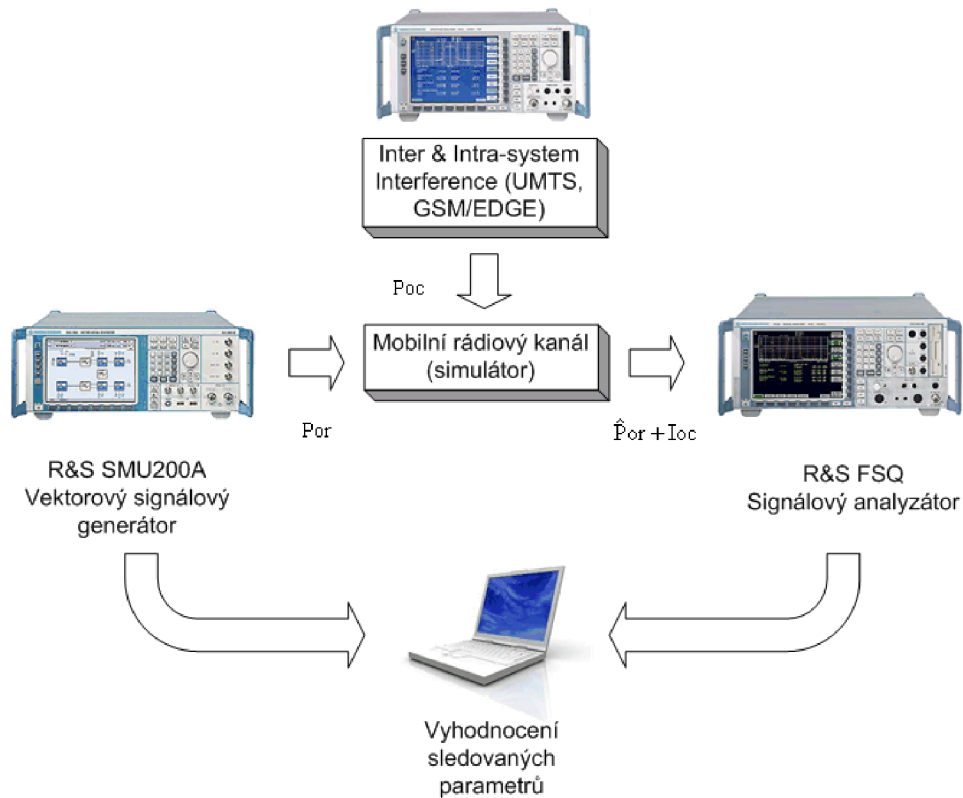 Inter & Intra-system
Interference (UMTS,
GSM/EDGE)
Poc
Mobilní rádiový kanál
(simulátor)
Por
P̂or + Ioc
R&S SMU200A
Vektorový signálový
generátor
R&S FSQ
Signálový analyzátor
Vyhodnocení
sledovaných
parametrů